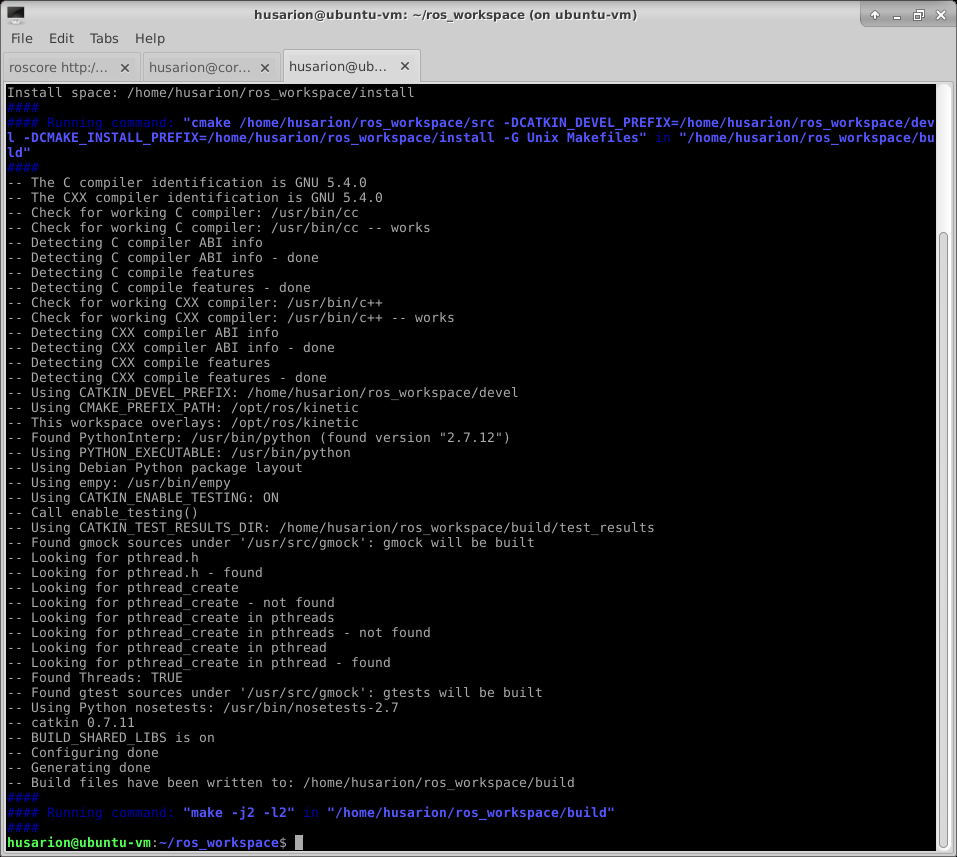 husarion@ubuntu-vm: ~/ros_workspace (on ubuntu-vm)
File Edit Tabs Help
roscore http:/... husarion@cor... husarion@ub...
Install space: /home/husarion/ros_workspace/install
####
#### Running command: "cmake /home/husarion/ros_workspace/src -DCATKIN_DEVEL_PREFIX=/home/husarion/ros_workspace/deve
l -DCMAKE_INSTALL_PREFIX=/home/husarion/ros_workspace/install -G Unix Makefiles" in "/home/husarion/ros_workspace/bui
ld"
####
-- The C compiler identification is GNU 5.4.0
-- The CXX compiler identification is GNU 5.4.0
-- Check for working C compiler: /usr/bin/cc
-- Check for working C compiler: /usr/bin/cc -- works
-- Detecting C compiler ABI info
-- Detecting C compiler ABI info - done
-- Detecting C compile features
-- Detecting C compile features - done
-- Check for working CXX compiler: /usr/bin/c++
-- Check for working CXX compiler: /usr/bin/c++ -- works
-- Detecting CXX compiler ABI info
-- Detecting CXX compiler ABI info - done
-- Detecting CXX compile features
-- Detecting CXX compile features - done
-- Using CATKIN_DEVEL_PREFIX: /home/husarion/ros_workspace/devel
-- Using CMAKE_PREFIX_PATH: /opt/ros/kinetic
-- This workspace overlays: /opt/ros/kinetic
-- Found PythonInterp: /usr/bin/python (found version "2.7.12")
-- Using PYTHON_EXECUTABLE: /usr/bin/python
-- Using Debian Python package layout
-- Using empy: /usr/bin/empy
-- Using CATKIN_ENABLE_TESTING: ON
-- Call enable_testing()
-- Using CATKIN_TEST_RESULTS_DIR: /home/husarion/ros_workspace/build/test_results
-- Found gmock sources under '/usr/src/gmock': gmock will be built
-- Looking for pthread.h
-- Looking for pthread.h - found
-- Looking for pthread_create
-- Looking for pthread_create - not found
-- Looking for pthread_create in pthreads
-- Looking for pthread_create in pthreads - not found
-- Looking for pthread_create in pthread
-- Looking for pthread_create in pthread - found
-- Found Threads: TRUE
-- Found gtest sources under '/usr/src/gmock': gtests will be built
-- Using Python nosetests: /usr/bin/nosetests-2.7
-- catkin 0.7.11
-- BUILD_SHARED_LIBS is on
-- Configuring done
-- Generating done
-- Build files have been written to: /home/husarion/ros_workspace/build
####
#### Running command: "make -j2 -l2" in "/home/husarion/ros_workspace/build"
####
husarion@ubuntu-vm:~/ros_workspace$